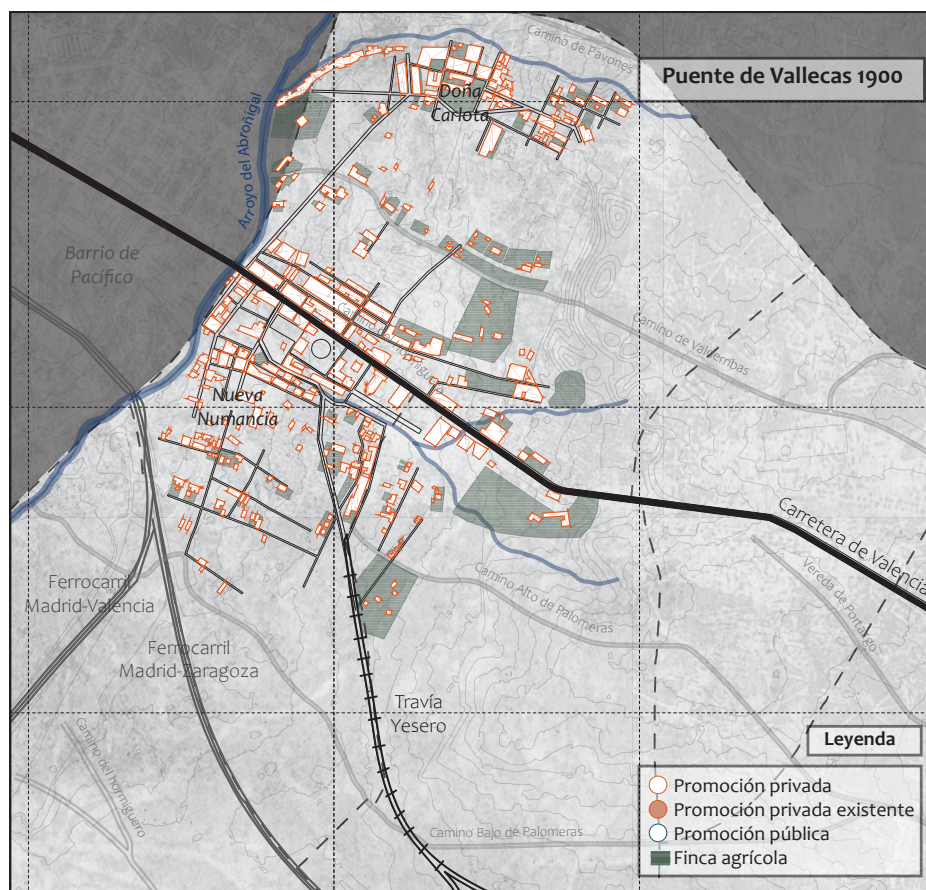 Camino de Pavones
Puente de Vallecas 1900
Doña
Carlota
Arroyo del Abroñigal
Barrio de
Pacífico
Camino de Valdembas
Nueva
Numancia
Carretera de Valencia
Vereda de Portazgo
Camino Alto de Palomeras
Ferrocarril
Madrid-Valencia
Ferrocarril
Madrid-Zaragoza
Travía
Yesero
Camino del hormiguero
Camino Bajo de Palomeras
Leyenda
Promoción privada
Promoción privada existente
Promoción pública
Finca agrícola